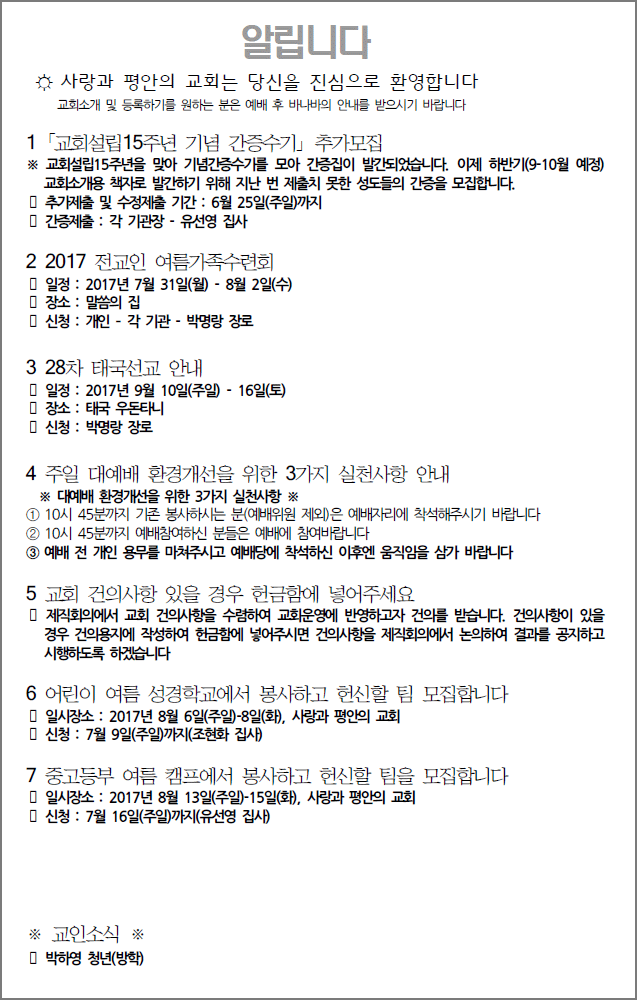 알립니다
☼ 사랑과 평안의 교회는 당신을 진심으로 환영합니다
교회소개 및 등록하기를 원하는 분은 예배 후 바나바의 안내를 받으시기 바랍니다
1 「교회설립15주년 기념 간증수기」 추가모집
※ 교회설립15주년을 맞아 기념간증수기를 모아 간증집이 발간되었습니다. 이제 하반기(9-10월 예정)
교회소개용 책자로 발간하기 위해 지난 번 제출치 못한 성도들의 간증을 모집합니다.
▯ 추가제출 및 수정제출 기간 : 6월 25일(주일)까지
▯ 간증제출 : 각 기관장 - 유선영 집사
2 2017 전교인 여름가족수련회
▯ 일정 : 2017년 7월 31일(월) - 8월 2일(수)
▯ 장소 : 말씀의 집
▯ 신청 : 개인 - 각 기관 - 박명랑 장로
3 28차 태국선교 안내
▯ 일정 : 2017년 9월 10일(주일) - 16일(토)
▯ 장소 : 태국 우돈타니
▯ 신청 : 박명랑 장로
4 주일 대예배 환경개선을 위한 3가지 실천사항 안내
※ 대예배 환경개선을 위한 3가지 실천사항 ※
① 10시 45분까지 기존 봉사하시는 분(예배위원 제외)은 예배자리에 착석해주시기 바랍니다
② 10시 45분까지 예배참여하신 분들은 예배에 참여바랍니다
③ 예배 전 개인 용무를 마쳐주시고 예배당에 착석하신 이후엔 움직임을 삼가 바랍니다
5 교회 건의사항 있을 경우 헌금함에 넣어주세요
▯ 제직회의에서 교회 건의사항을 수렴하여 교회운영에 반영하고자 건의를 받습니다. 건의사항이 있을
경우 건의용지에 작성하여 헌금함에 넣어주시면 건의사항을 제직회의에서 논의하여 결과를 공지하고
시행하도록 하겠습니다
6 어린이 여름 성경학교에서 봉사하고 헌신할 팀 모집합니다
▯ 일시장소 : 2017년 8월 6일(주일)-8일(화), 사랑과 평안의 교회
▯ 신청 : 7월 9일(주일)까지(조현화 집사)
7 중고등부 여름 캠프에서 봉사하고 헌신할 팀을 모집합니다
▯ 일시장소 : 2017년 8월 13일(주일)-15일(화), 사랑과 평안의 교회
▯ 신청 : 7월 16일(주일)까지(유선영 집사)
※ 교인소식 ※
▯ 박하영 청년(방학)